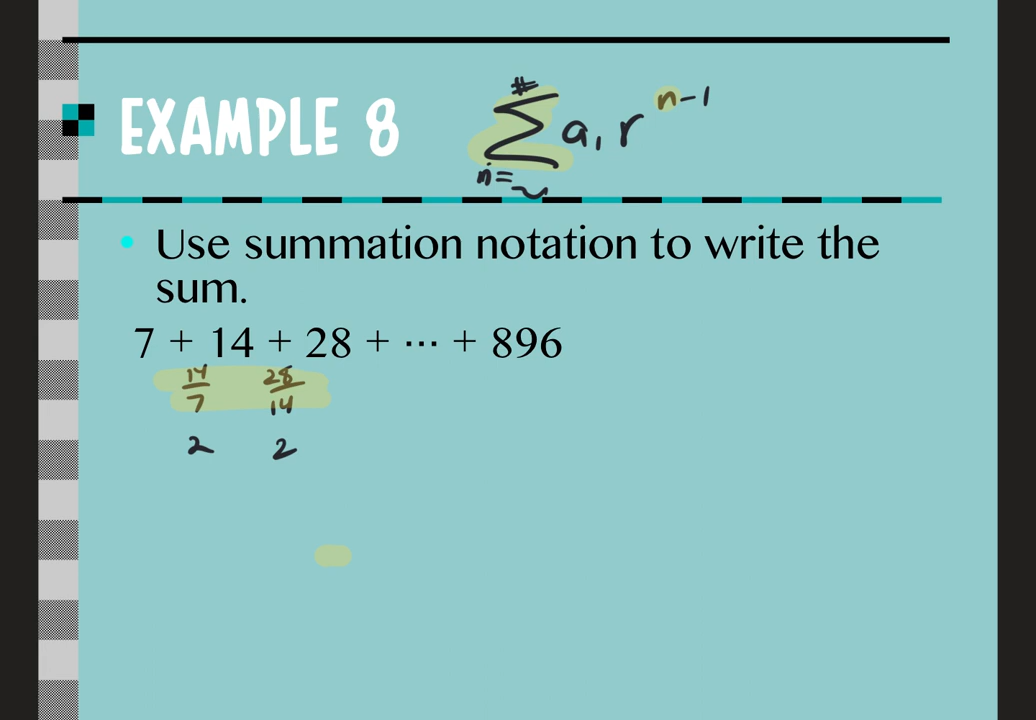 EXAMPLE 8
#
∑ a₁ r^(n-1)
n=
• Use summation notation to write the
sum.
7 + 14 + 28 + ··· + 896
14/7 28/14
2 2